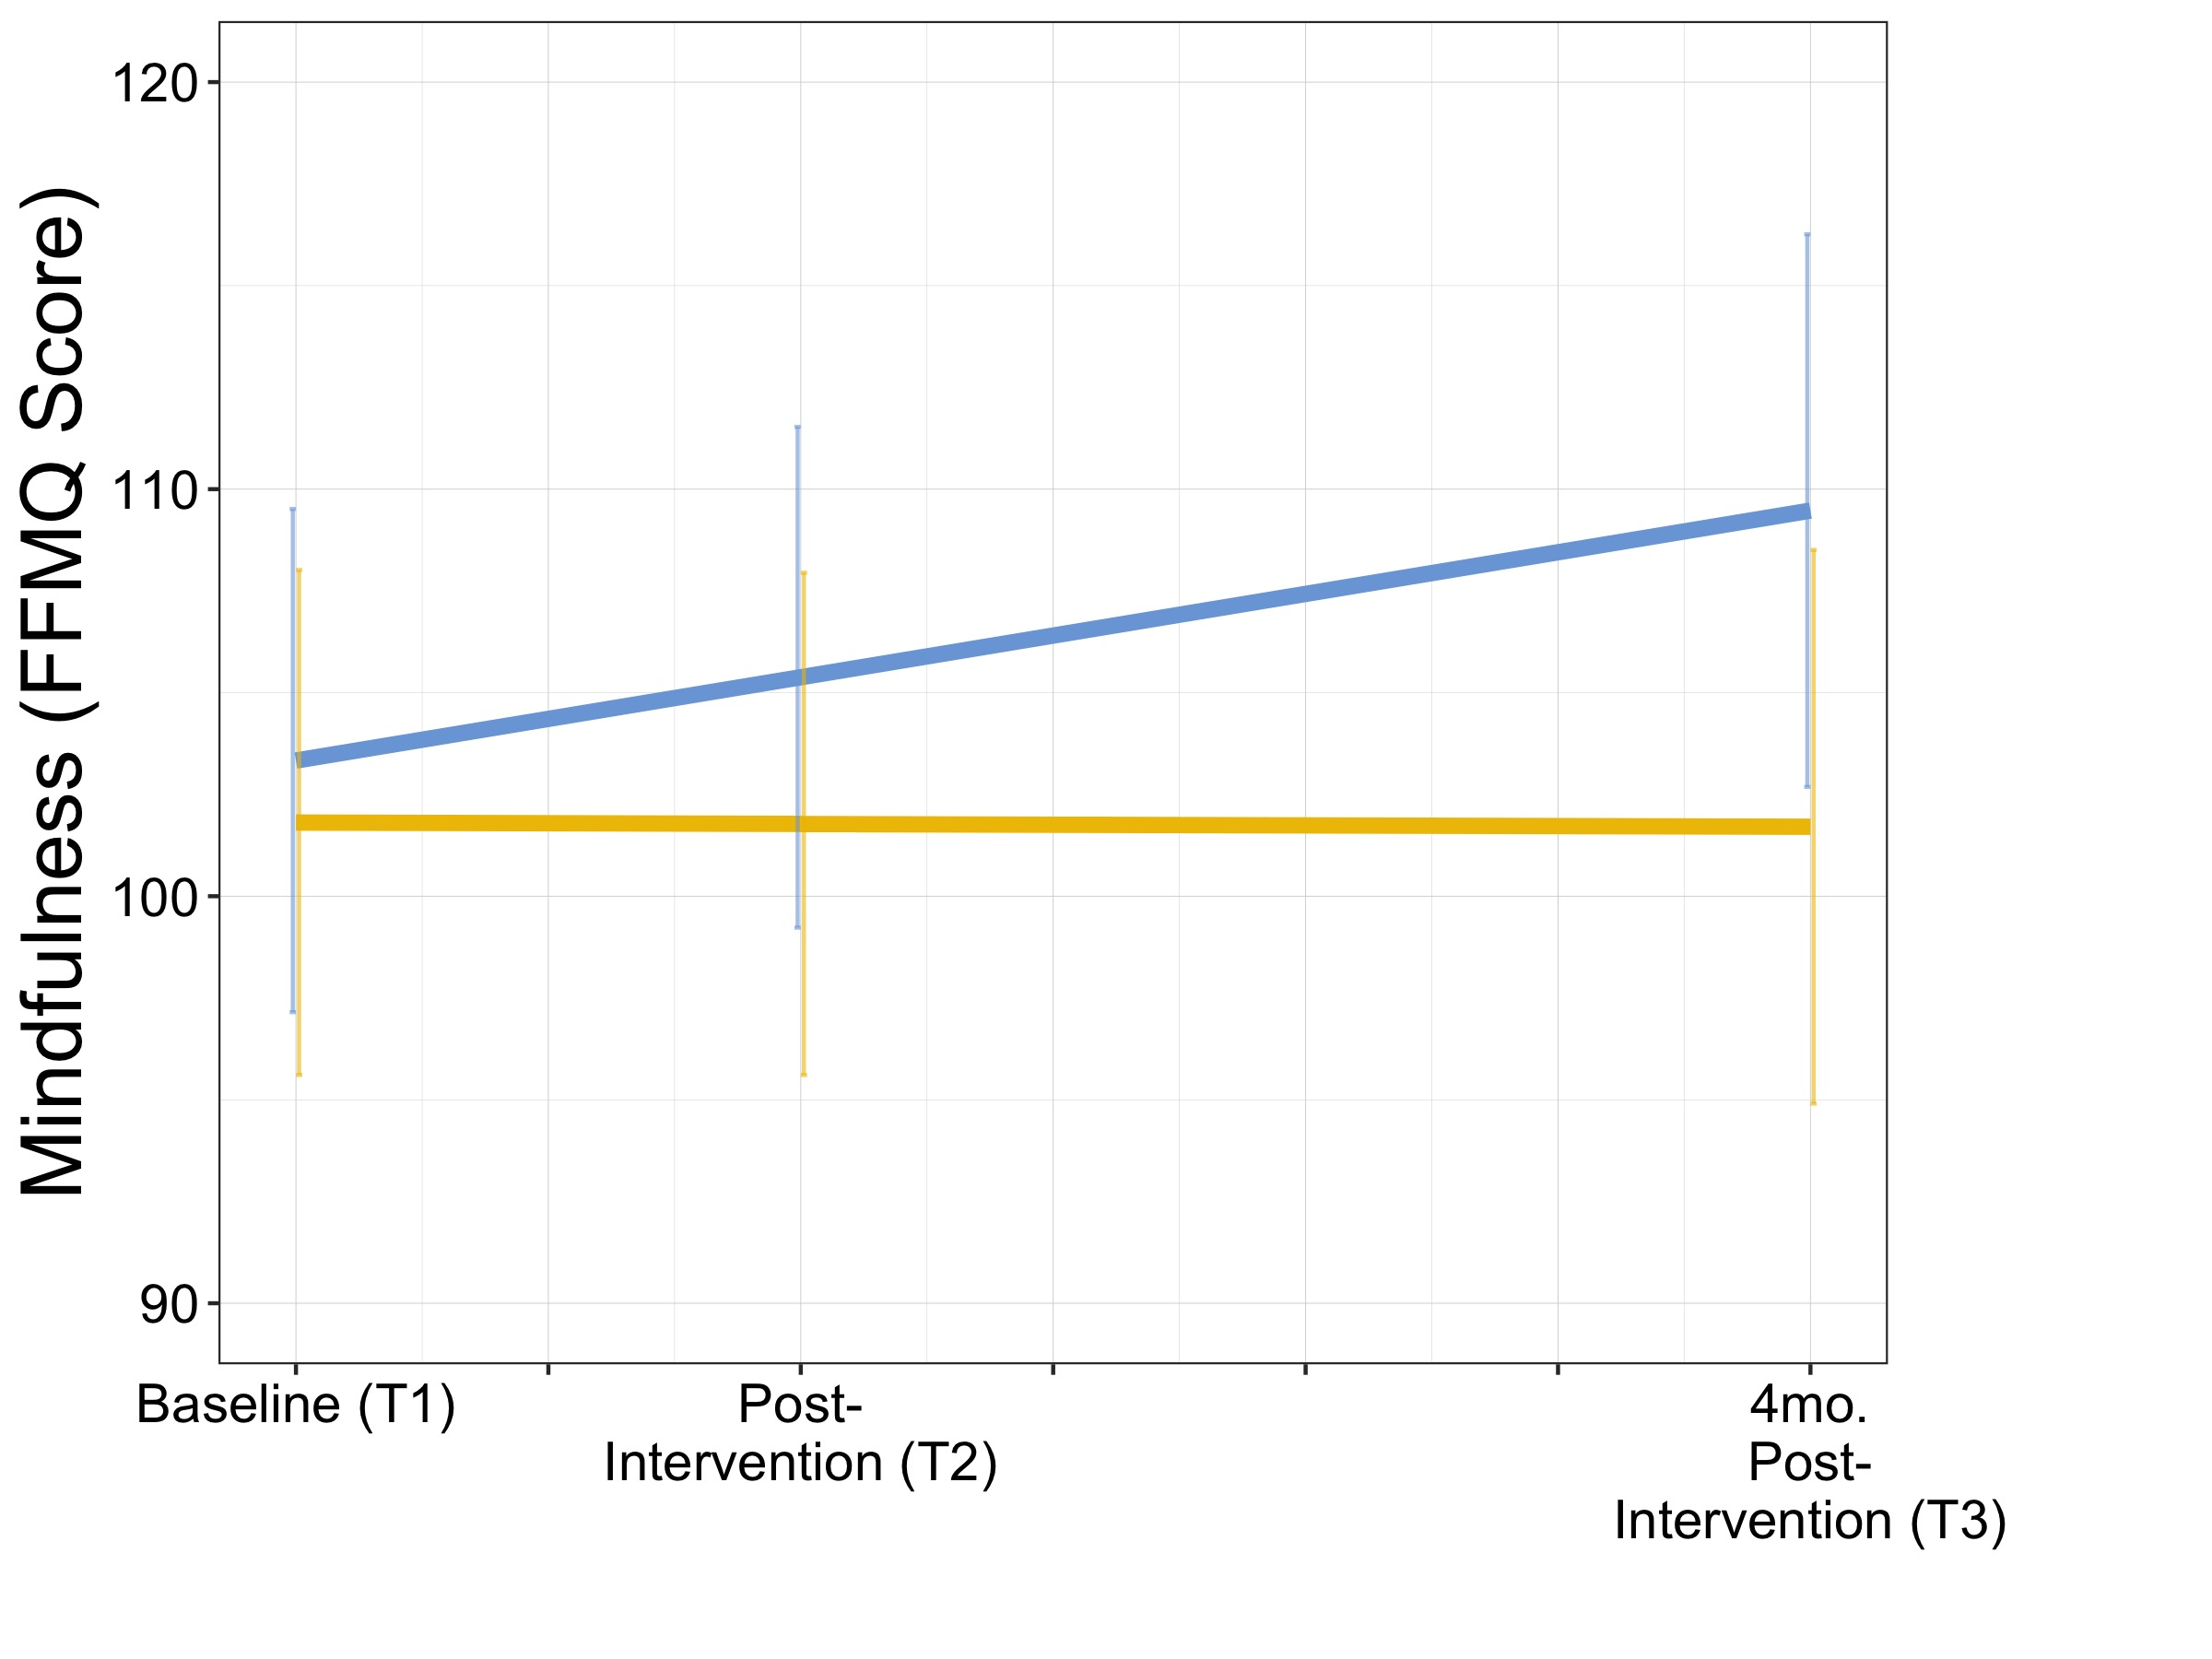 Mindfulness (FFMQ Score)
120
110
100
90
Baseline (T1)
Post-
Intervention (T2)
4mo.
Post-
Intervention (T3)